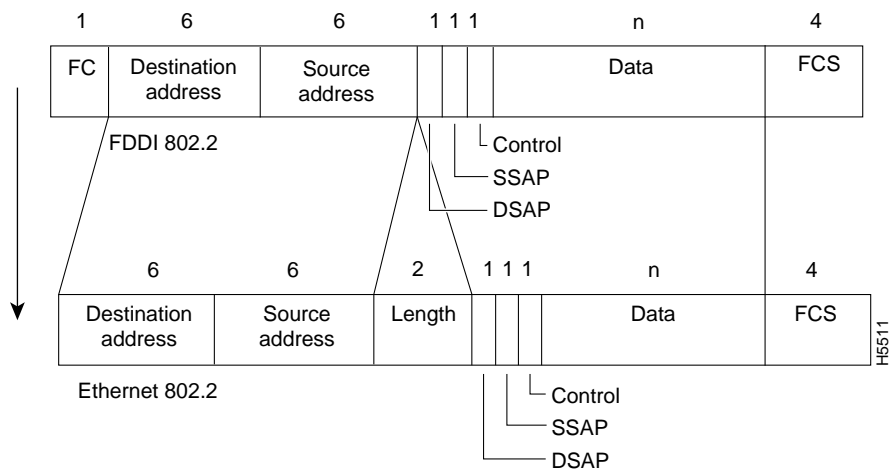 1 6 6 1 1 1 n 4
FC Destination address Source address Data FCS
FDDI 802.2
Control
SSAP
DSAP
6 6 2 1 1 1 n 4
Destination address Source address Length Data FCS
Ethernet 802.2
Control
SSAP
DSAP
H5511